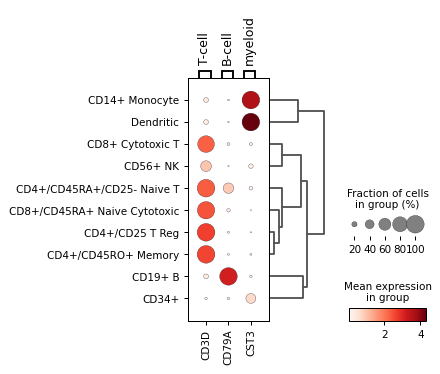 T-cell
B-cell
myeloid
CD14+ Monocyte
Dendritic
CD8+ Cytotoxic T
CD56+ NK
CD4+/CD45RA+/CD25- Naive T
CD8+/CD45RA+ Naive Cytotoxic
CD4+/CD25 T Reg
CD4+/CD45RO+ Memory
CD19+ B
CD34+
CD3D
CD79A
CST3
Fraction of cells
in group (%)
20 40 60 80 100
Mean expression
in group
2 4